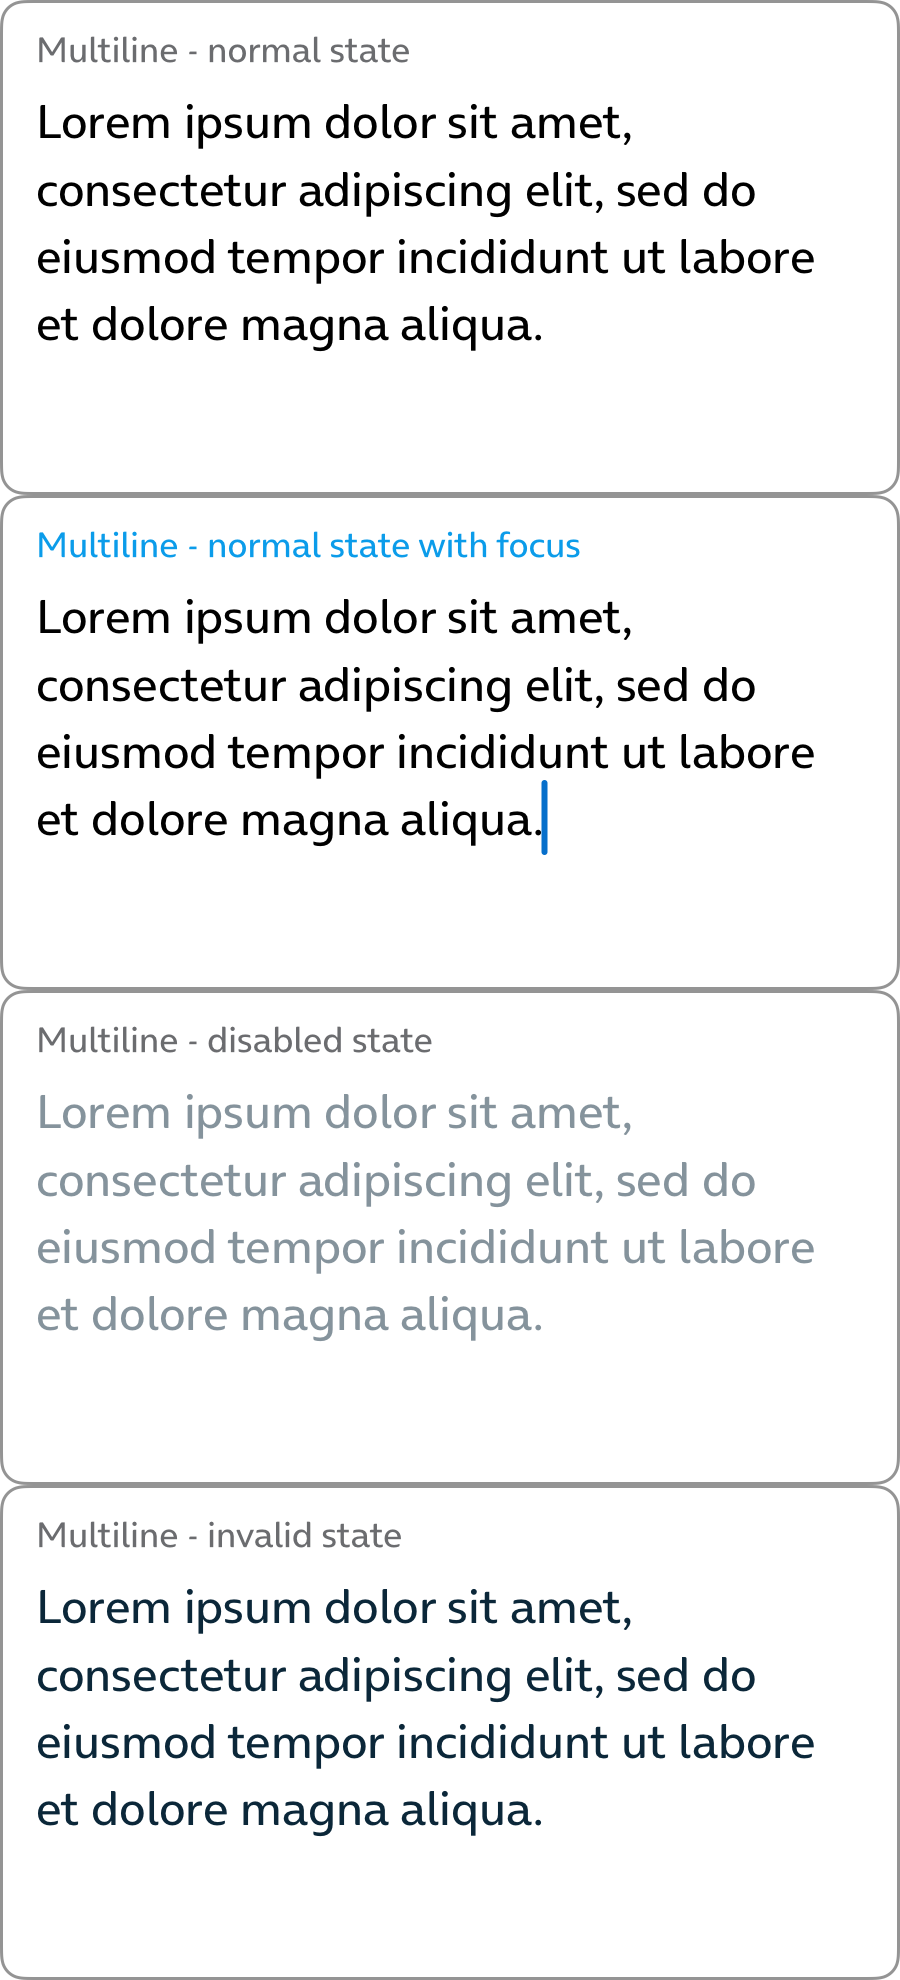 Multiline - normal state
Lorem ipsum dolor sit amet,
consectetur adipiscing elit, sed do
eiusmod tempor incididunt ut labore
et dolore magna aliqua.
Multiline - normal state with focus
Lorem ipsum dolor sit amet,
consectetur adipiscing elit, sed do
eiusmod tempor incididunt ut labore
et dolore magna aliqua.
Multiline - disabled state
Lorem ipsum dolor sit amet,
consectetur adipiscing elit, sed do
eiusmod tempor incididunt ut labore
et dolore magna aliqua.
Multiline - invalid state
Lorem ipsum dolor sit amet,
consectetur adipiscing elit, sed do
eiusmod tempor incididunt ut labore
et dolore magna aliqua.